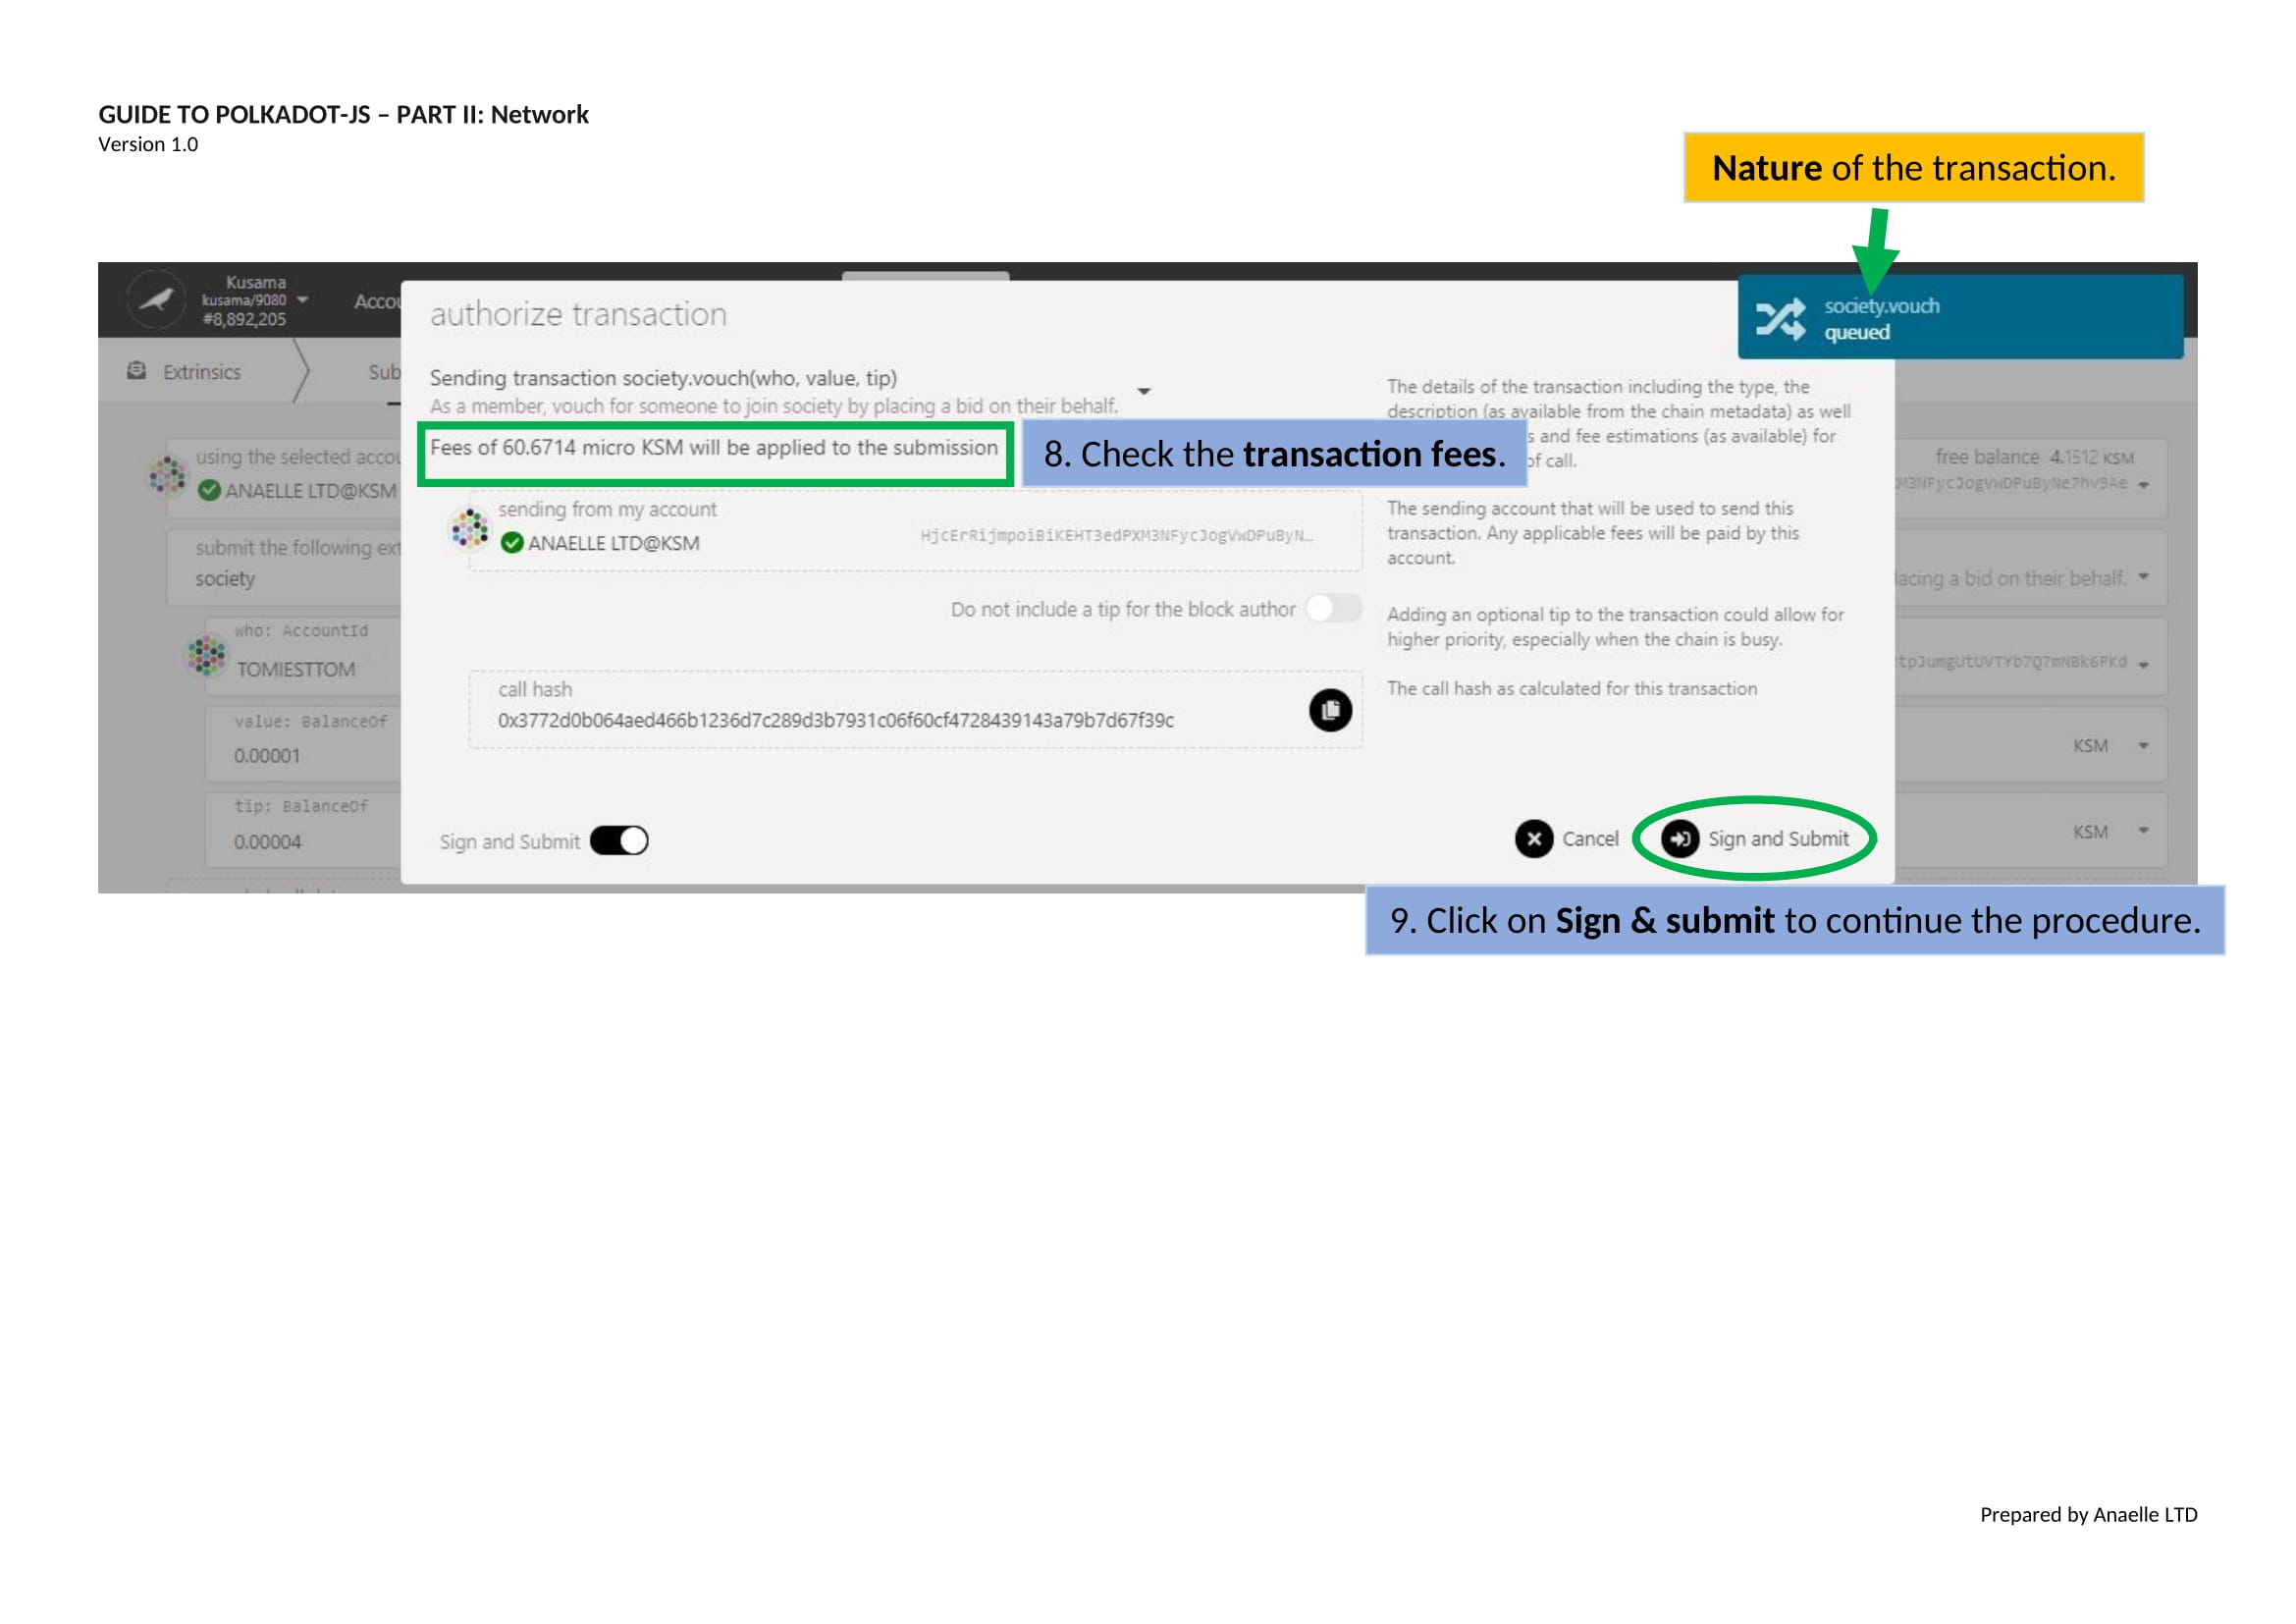 GUIDE TO POLKADOT-JS – PART II: Network
Version 1.0
Nature of the transaction.
Kusama
kusama/9080
#8,892,205
Accou
authorize transaction
society.vouch
queued
Extrinsics
Sub
Sending transaction society.vouch(who, value, tip)
As a member, vouch for someone to join society by placing a bid on their behalf.
Fees of 60.6714 micro KSM will be applied to the submission
8. Check the transaction fees.
The details of the transaction including the type, the
description (as available from the chain metadata) as well
s and fee estimations (as available) for
of call.
using the selected accou
ANAELLE LTD@KSM
free balance 4.1512 KSM
M3NFycJogVwDPuByNe7hv9Ae
sending from my account
ANAELLE LTD@KSM
HjcErRijmpoiBiKEHT3edPXM3NFycJogVwDPuByN…
The sending account that will be used to send this
transaction. Any applicable fees will be paid by this
account.
submit the following ext
society
lacing a bid on their behalf.
Do not include a tip for the block author
Adding an optional tip to the transaction could allow for
higher priority, especially when the chain is busy.
who: AccountId
TOMIESTTOM
tpJumgUtUVTYb7Q7mNBk6PKd
call hash
0x3772d0b064aed466b1236d7c289d3b7931c06f60cf4728439143a79b7d67f39c
The call hash as calculated for this transaction
value: BalanceOf
0.00001
KSM
tip: BalanceOf
0.00004
KSM
Sign and Submit
Cancel
Sign and Submit
9. Click on Sign & submit to continue the procedure.
Prepared by Anaelle LTD